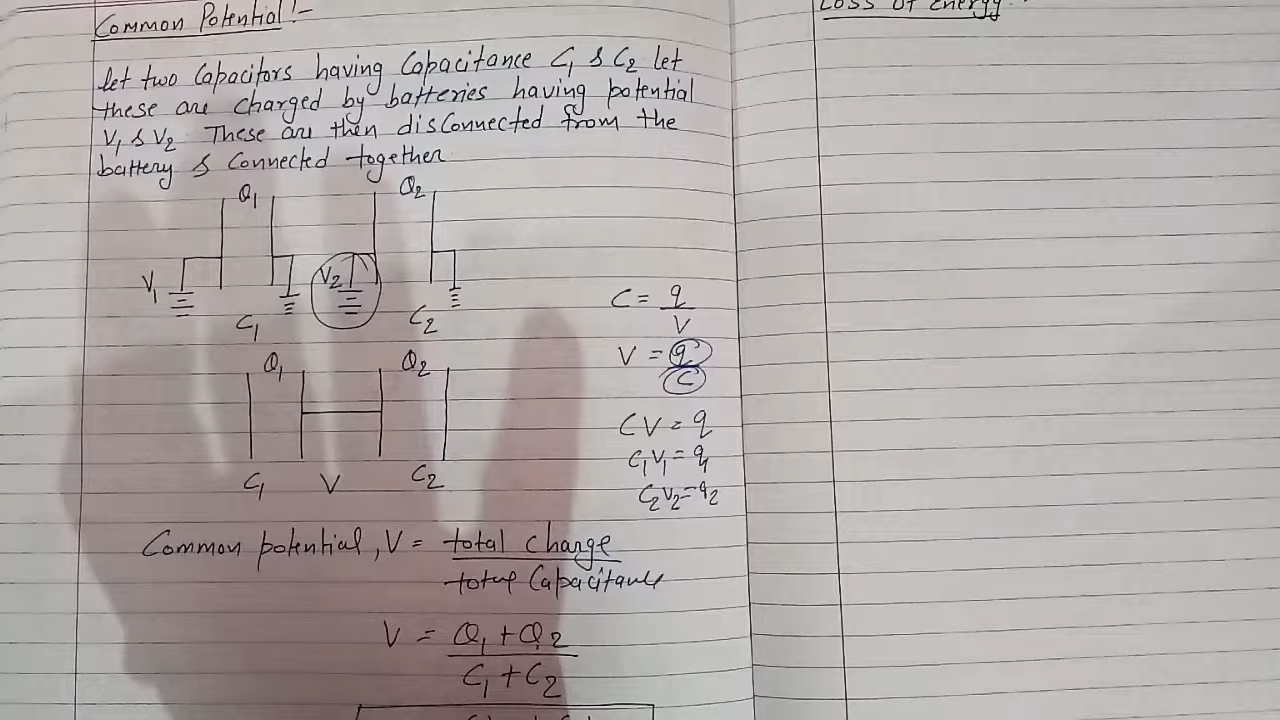 Common Potential:-
let two Capacitors having Capacitance C₁ & C₂ let
these are charged by batteries having potential
V₁ & V₂. These are then disconnected from the
battery & Connected together
Q₁ Q₂
V₁ V₂
C₁ C₂
Q₁ Q₂
C₁ V C₂
C = q/V
V = q/C
CV = q
C₁V₁ = q₁
C₂V₂ = q₂
Common potential, V = total charge
total Capacitance
V = Q₁ + Q₂
C₁ + C₂
Loss of Energy